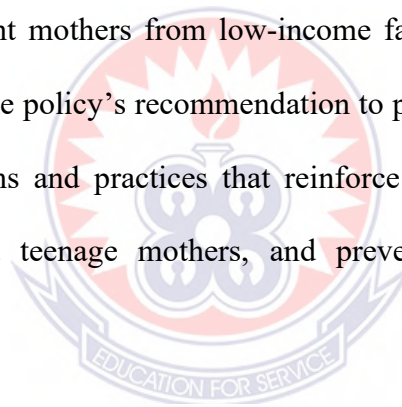 nt mothers from low-income fa
e policy's recommendation to p
ns and practices that reinforce
teenage mothers, and preve
EDUCATION FOR SERVICE